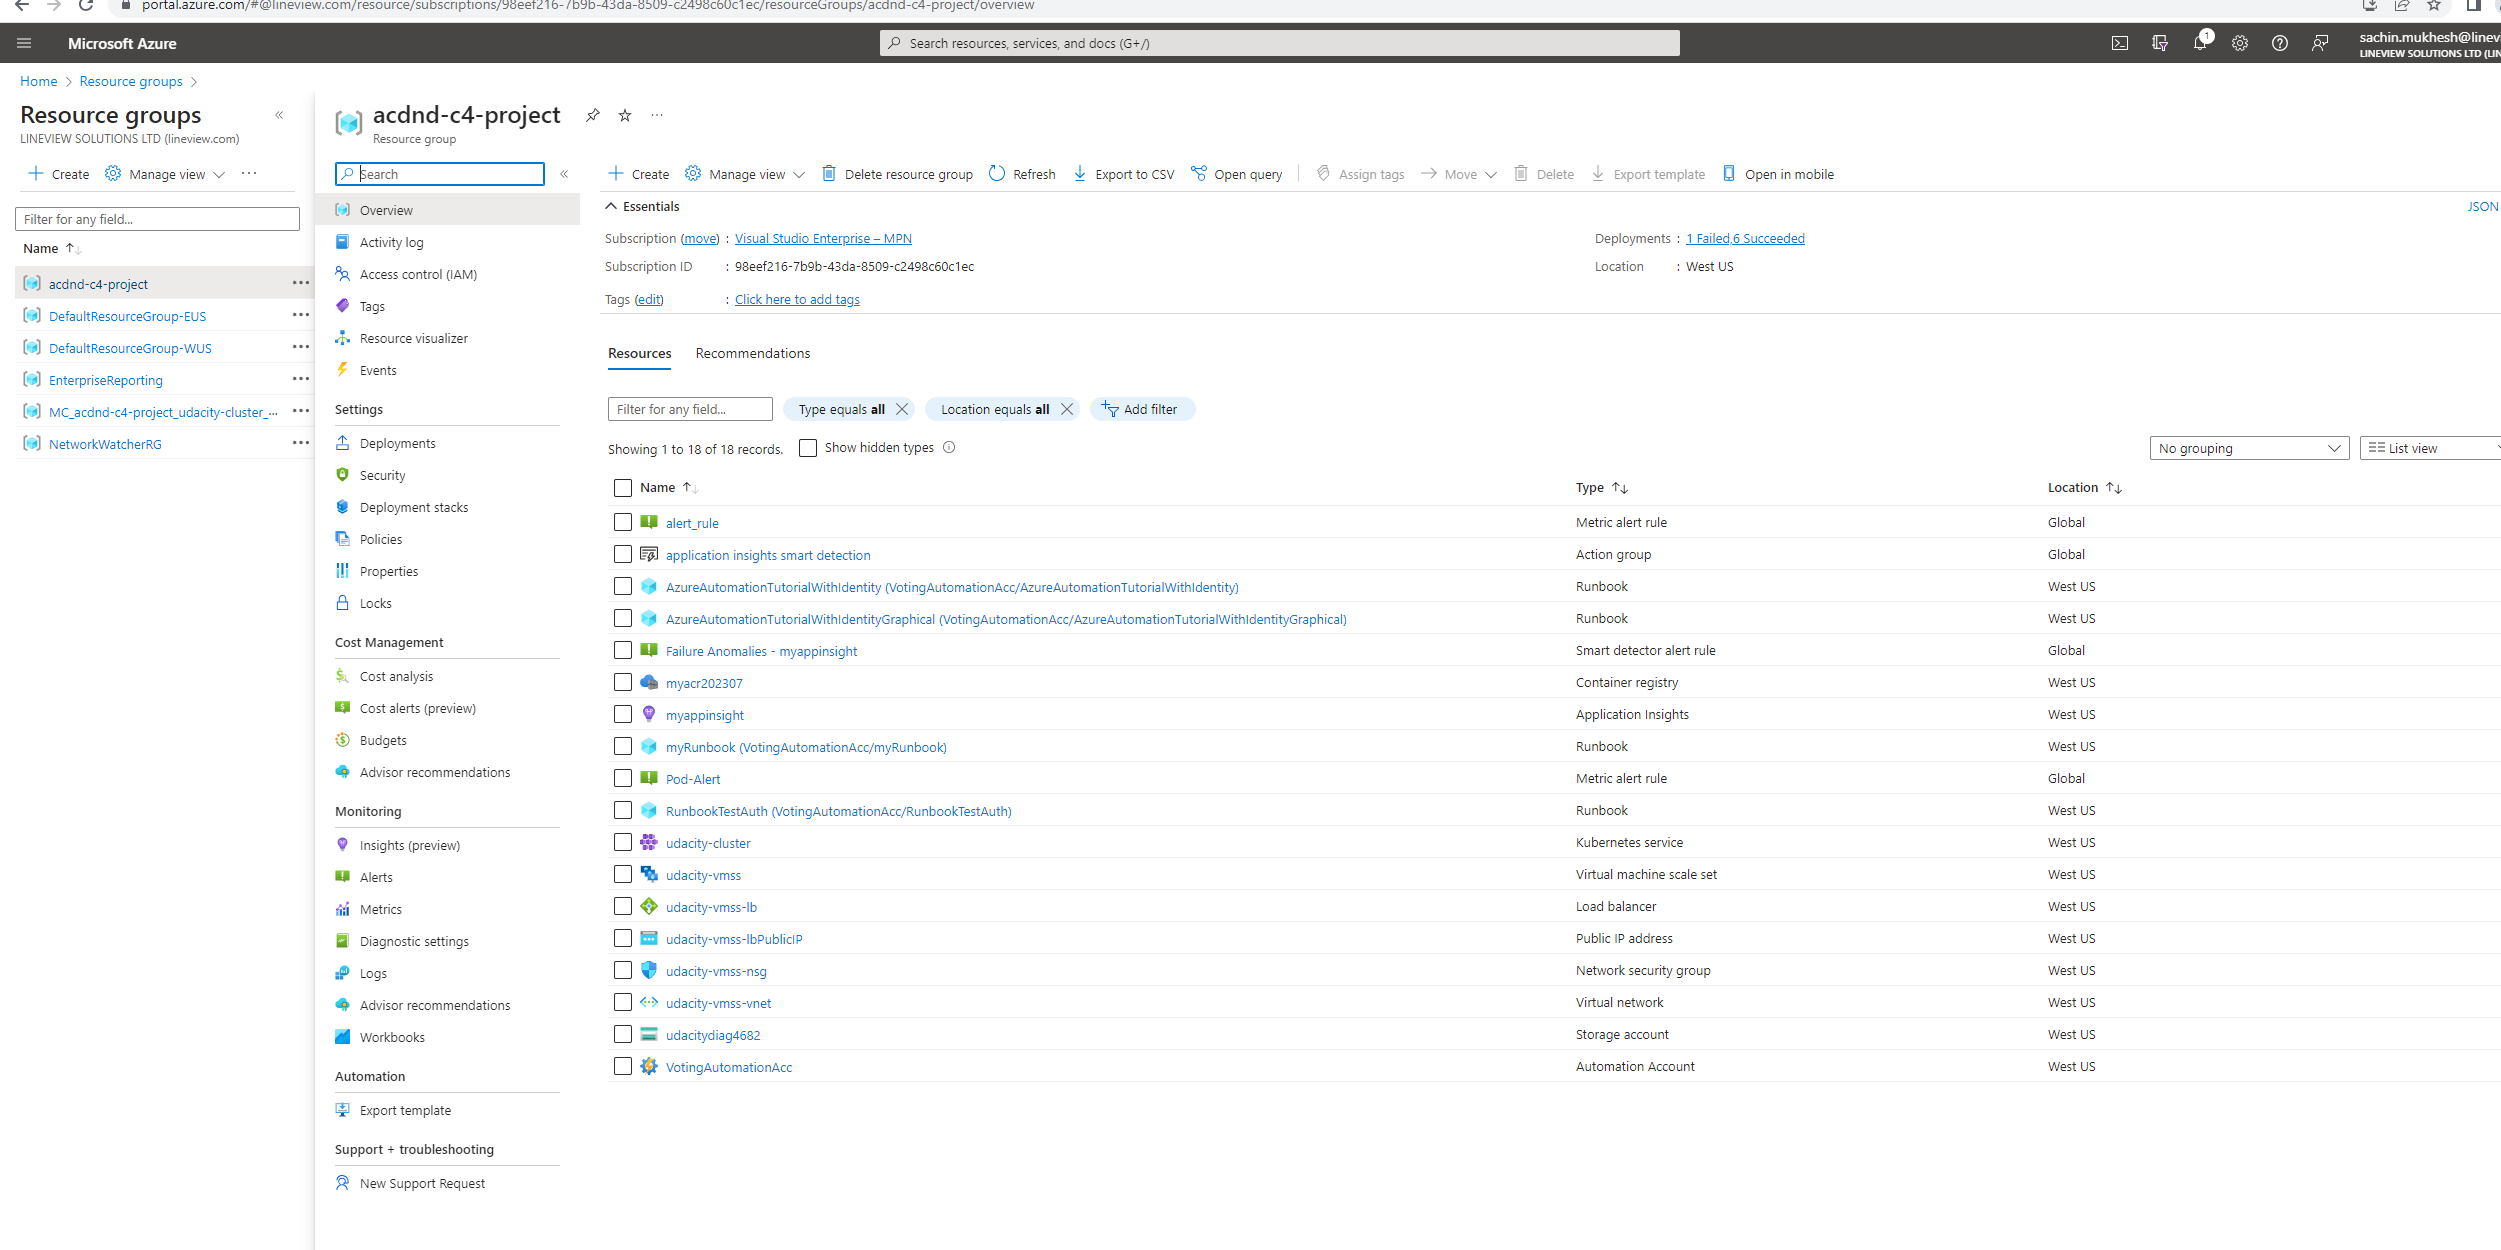 portal.azure.com/#@lineview.com/resource/subscriptions/98eef216-7b9b-43da-8509-c2498c60c1ec/resourceGroups/acdnd-c4-project/overview
Microsoft Azure
Search resources, services, and docs (G+/)
1
sachin.mukhesh@linevi
LINEVIEW SOLUTIONS LTD (LIN
Home > Resource groups >
Resource groups
LINEVIEW SOLUTIONS LTD (lineview.com)
Create
Manage view
Filter for any field...
Name
acdnd-c4-project
DefaultResourceGroup-EUS
DefaultResourceGroup-WUS
EnterpriseReporting
MC_acdnd-c4-project_udacity-cluster_...
NetworkWatcherRG
acdnd-c4-project
Resource group
Search
Overview
Activity log
Access control (IAM)
Tags
Resource visualizer
Events
Settings
Deployments
Security
Deployment stacks
Policies
Properties
Locks
Cost Management
Cost analysis
Cost alerts (preview)
Budgets
Advisor recommendations
Monitoring
Insights (preview)
Alerts
Metrics
Diagnostic settings
Logs
Advisor recommendations
Workbooks
Automation
Export template
Support + troubleshooting
New Support Request
Create Manage view Delete resource group Refresh Export to CSV Open query Assign tags Move Delete Export template Open in mobile
Essentials
JSON
Subscription (move) : Visual Studio Enterprise – MPN
Deployments : 1 Failed,6 Succeeded
Subscription ID : 98eef216-7b9b-43da-8509-c2498c60c1ec
Location : West US
Tags (edit) : Click here to add tags
Resources Recommendations
Filter for any field... Type equals all Location equals all Add filter
Showing 1 to 18 of 18 records. Show hidden types
No grouping List view
Name Type Location
alert_rule Metric alert rule Global
application insights smart detection Action group Global
AzureAutomationTutorialWithIdentity (VotingAutomationAcc/AzureAutomationTutorialWithIdentity) Runbook West US
AzureAutomationTutorialWithIdentityGraphical (VotingAutomationAcc/AzureAutomationTutorialWithIdentityGraphical) Runbook West US
Failure Anomalies - myappinsight Smart detector alert rule Global
myacr202307 Container registry West US
myappinsight Application Insights West US
myRunbook (VotingAutomationAcc/myRunbook) Runbook West US
Pod-Alert Metric alert rule Global
RunbookTestAuth (VotingAutomationAcc/RunbookTestAuth) Runbook West US
udacity-cluster Kubernetes service West US
udacity-vmss Virtual machine scale set West US
udacity-vmss-lb Load balancer West US
udacity-vmss-lbPublicIP Public IP address West US
udacity-vmss-nsg Network security group West US
udacity-vmss-vnet Virtual network West US
udacitydiag4682 Storage account West US
VotingAutomationAcc Automation Account West US